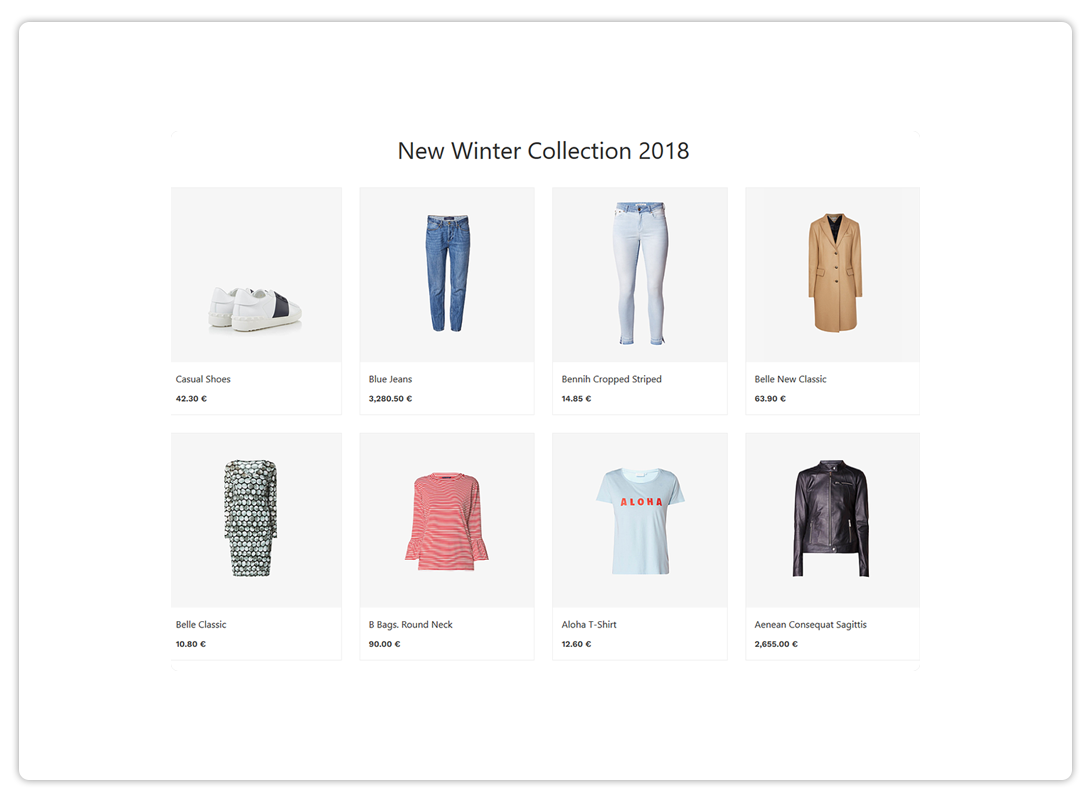 New Winter Collection 2018
Casual Shoes
42.30 €
Blue Jeans
3,280.50 €
Bennih Cropped Striped
14.85 €
Belle New Classic
63.90 €
ALOHA
Belle Classic
10.80 €
B Bags. Round Neck
90.00 €
Aloha T-Shirt
12.60 €
Aenean Consequat Sagittis
2,655.00 €